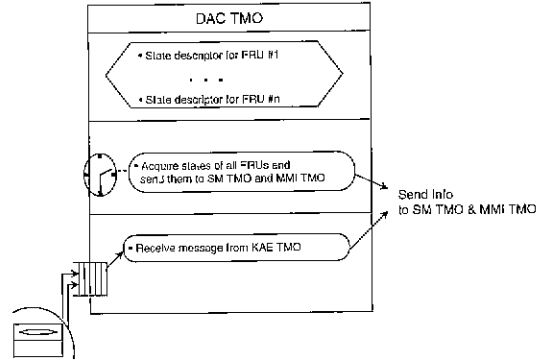 DAC TMO
• State descriptor for FRU #1
. . .
• State descriptor for FRU #n
• Acquire states of all FRUs and
send them to SM TMO and MMI TMO
Send Info
to SM TMO & MMI TMO
• Receive message from KAE TMO